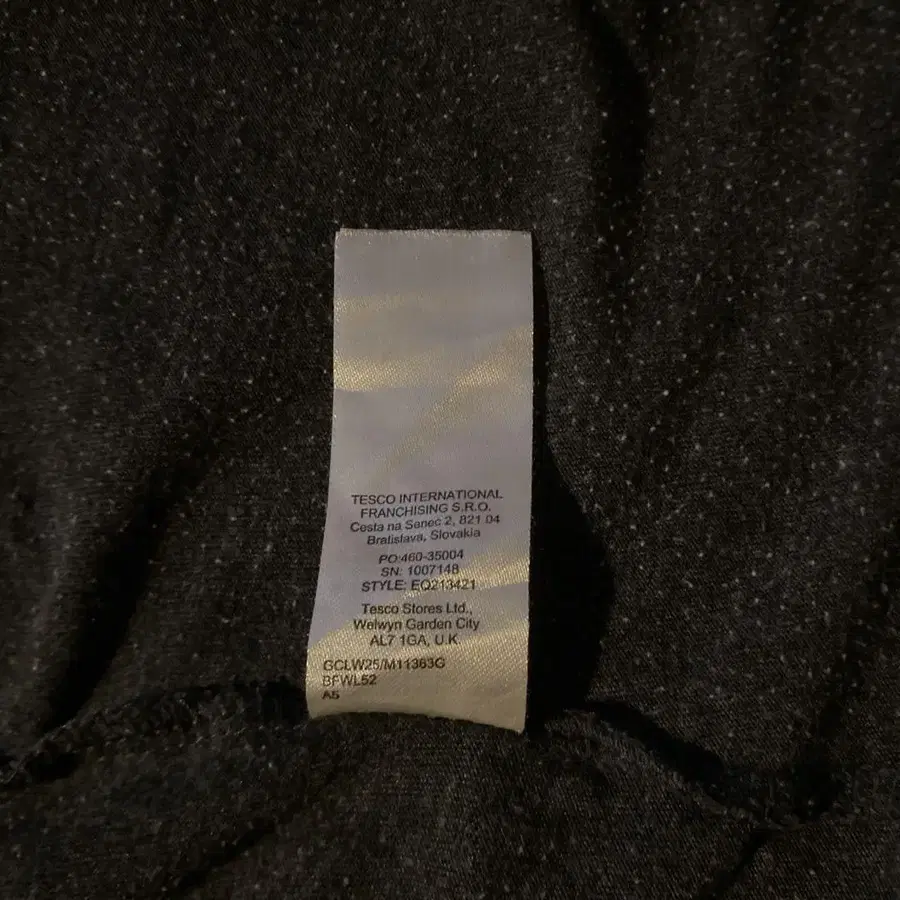 TESCO INTERNATIONAL
FRANCHISING S.R.O.
Cesta na Senec 2, 821 04
Bratislava, Slovakia
PO:460-35004
SN: 1007148
STYLE: EQ213421
Tesco Stores Ltd.,
Welwyn Garden City
AL7 1GA, U.K.
GCLW25/M11363G
BFWL52
A5